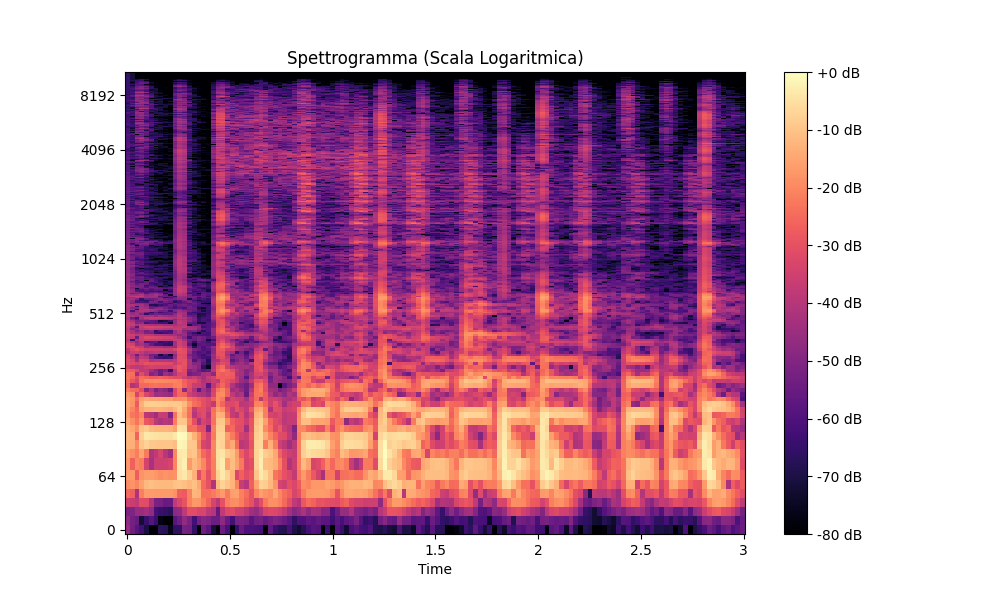 Spettrogramma (Scala Logaritmica)
Hz
8192
4096
2048
1024
512
256
128
64
0
0
0.5
1
1.5
2
2.5
3
Time
+0 dB
-10 dB
-20 dB
-30 dB
-40 dB
-50 dB
-60 dB
-70 dB
-80 dB